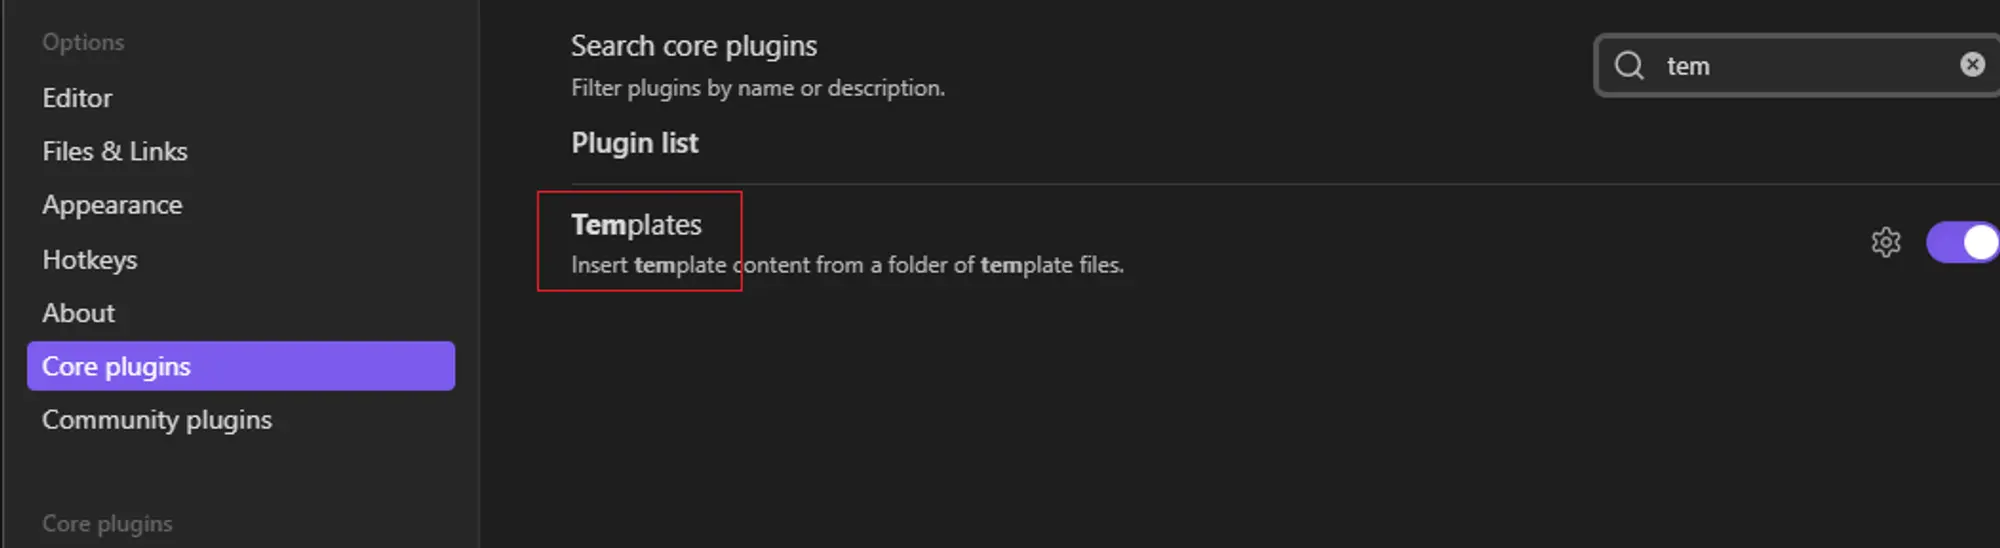 Options
Editor
Files & Links
Appearance
Hotkeys
About
Core plugins
Community plugins
Core plugins
Search core plugins
Filter plugins by name or description.
tem
Plugin list
Templates
Insert template content from a folder of template files.